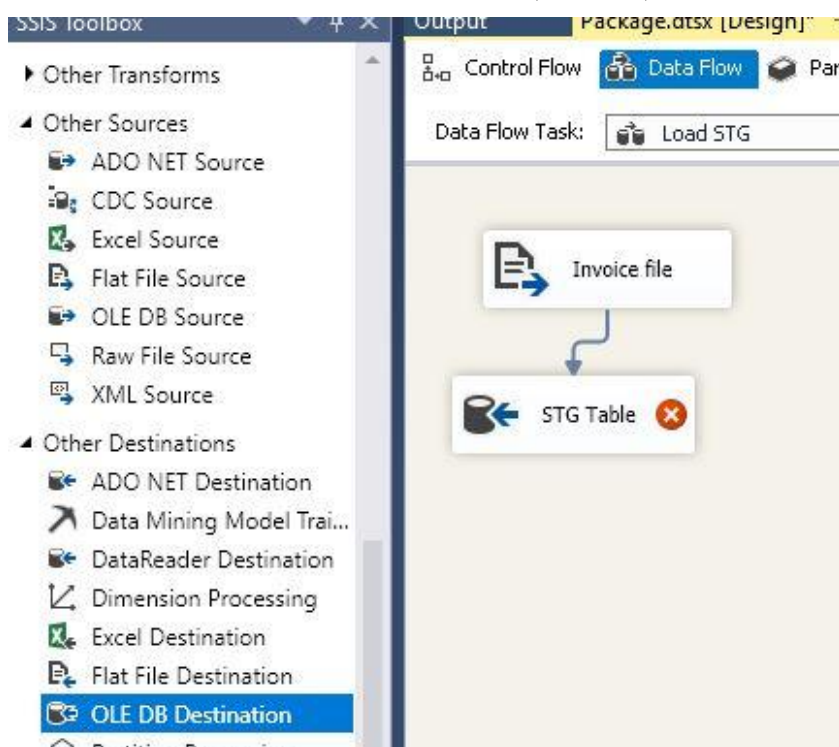 SSIS Toolbox
Other Transforms
Other Sources
ADO NET Source
CDC Source
Excel Source
Flat File Source
OLE DB Source
Raw File Source
XML Source
Other Destinations
ADO NET Destination
Data Mining Model Trai...
DataReader Destination
Dimension Processing
Excel Destination
Flat File Destination
OLE DB Destination
Output
Package.dtsx [Design]*
Control Flow
Data Flow
Par
Data Flow Task:
Load STG
Invoice file
STG Table